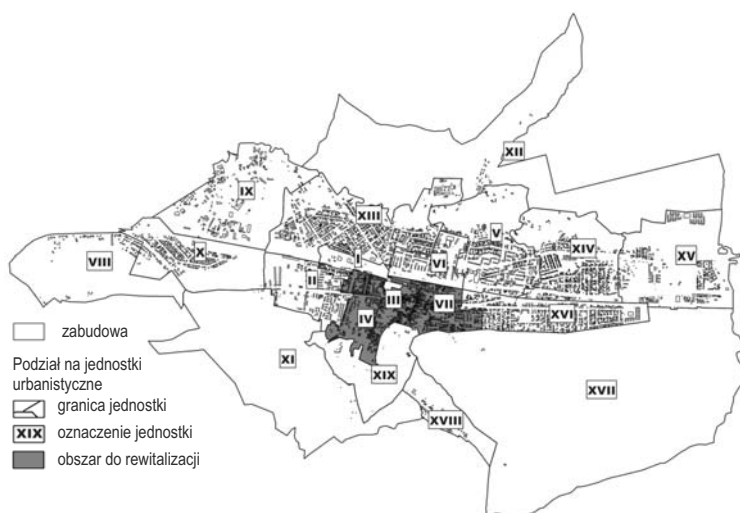 XII
IX
XIII
V
XIV
X
VIII
I
VI
XV
II
III
VII
IV
XVI
XI
XIX
XVII
XVIII
zabudowa
Podział na jednostki
urbanistyczne
granica jednostki
XIX oznaczenie jednostki
obszar do rewitalizacji